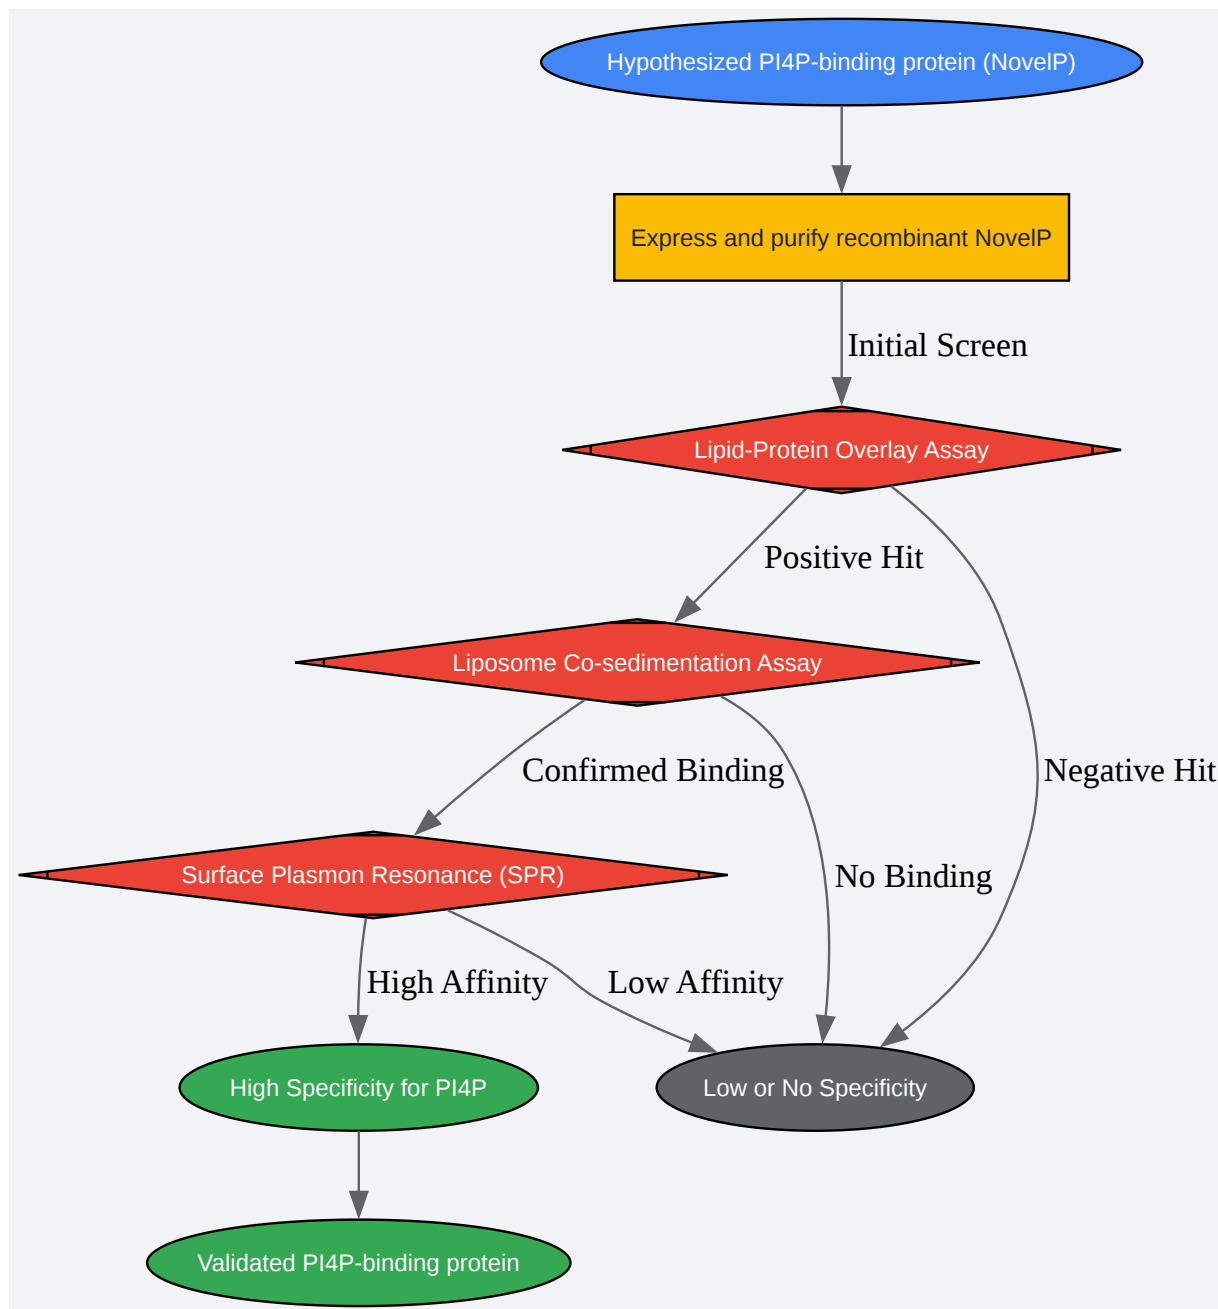 Hypothesized PI4P-binding protein (NovelP)
Express and purify recombinant NovelP
Initial Screen
Lipid-Protein Overlay Assay
Positive Hit
Liposome Co-sedimentation Assay
Confirmed Binding
Negative Hit
Surface Plasmon Resonance (SPR)
No Binding
High Affinity
Low Affinity
High Specificity for PI4P
Low or No Specificity
Validated PI4P-binding protein